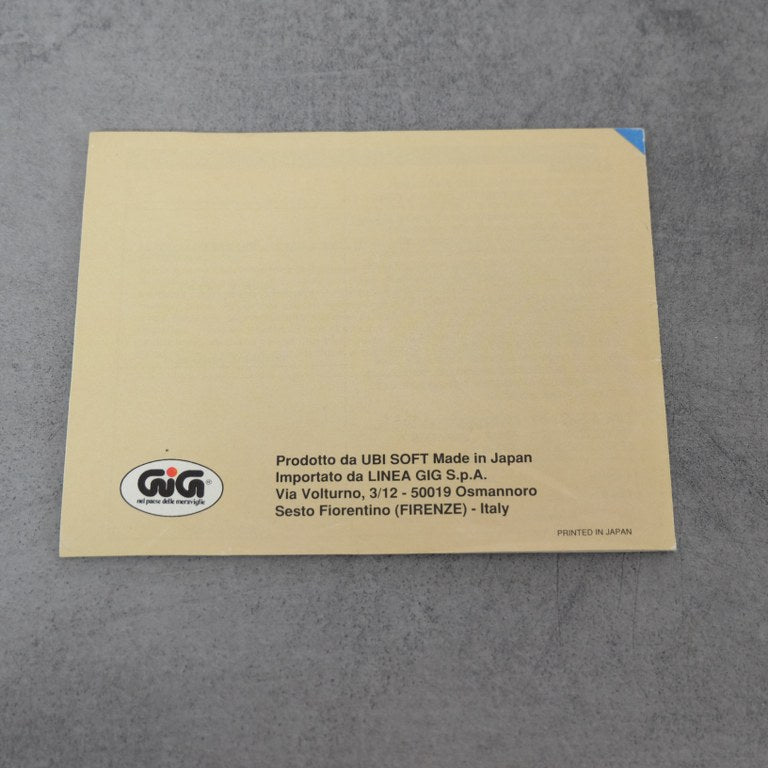 GiG®
nel paese delle meraviglie
Prodotto da UBI SOFT Made in Japan
Importato da LINEA GIG S.p.A.
Via Volturno, 3/12 - 50019 Osmannoro
Sesto Fiorentino (FIRENZE) - Italy
PRINTED IN JAPAN